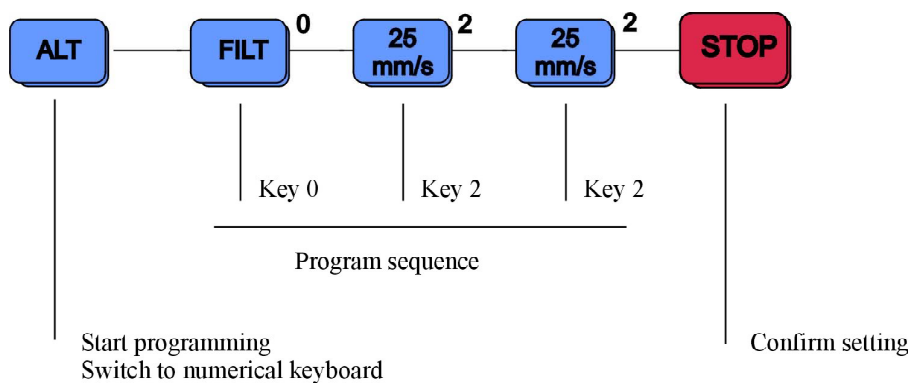 ALT
FILT 0
25 mm/s 2
25 mm/s 2
STOP
Key 0
Key 2
Key 2
Program sequence
Start programming
Switch to numerical keyboard
Confirm setting